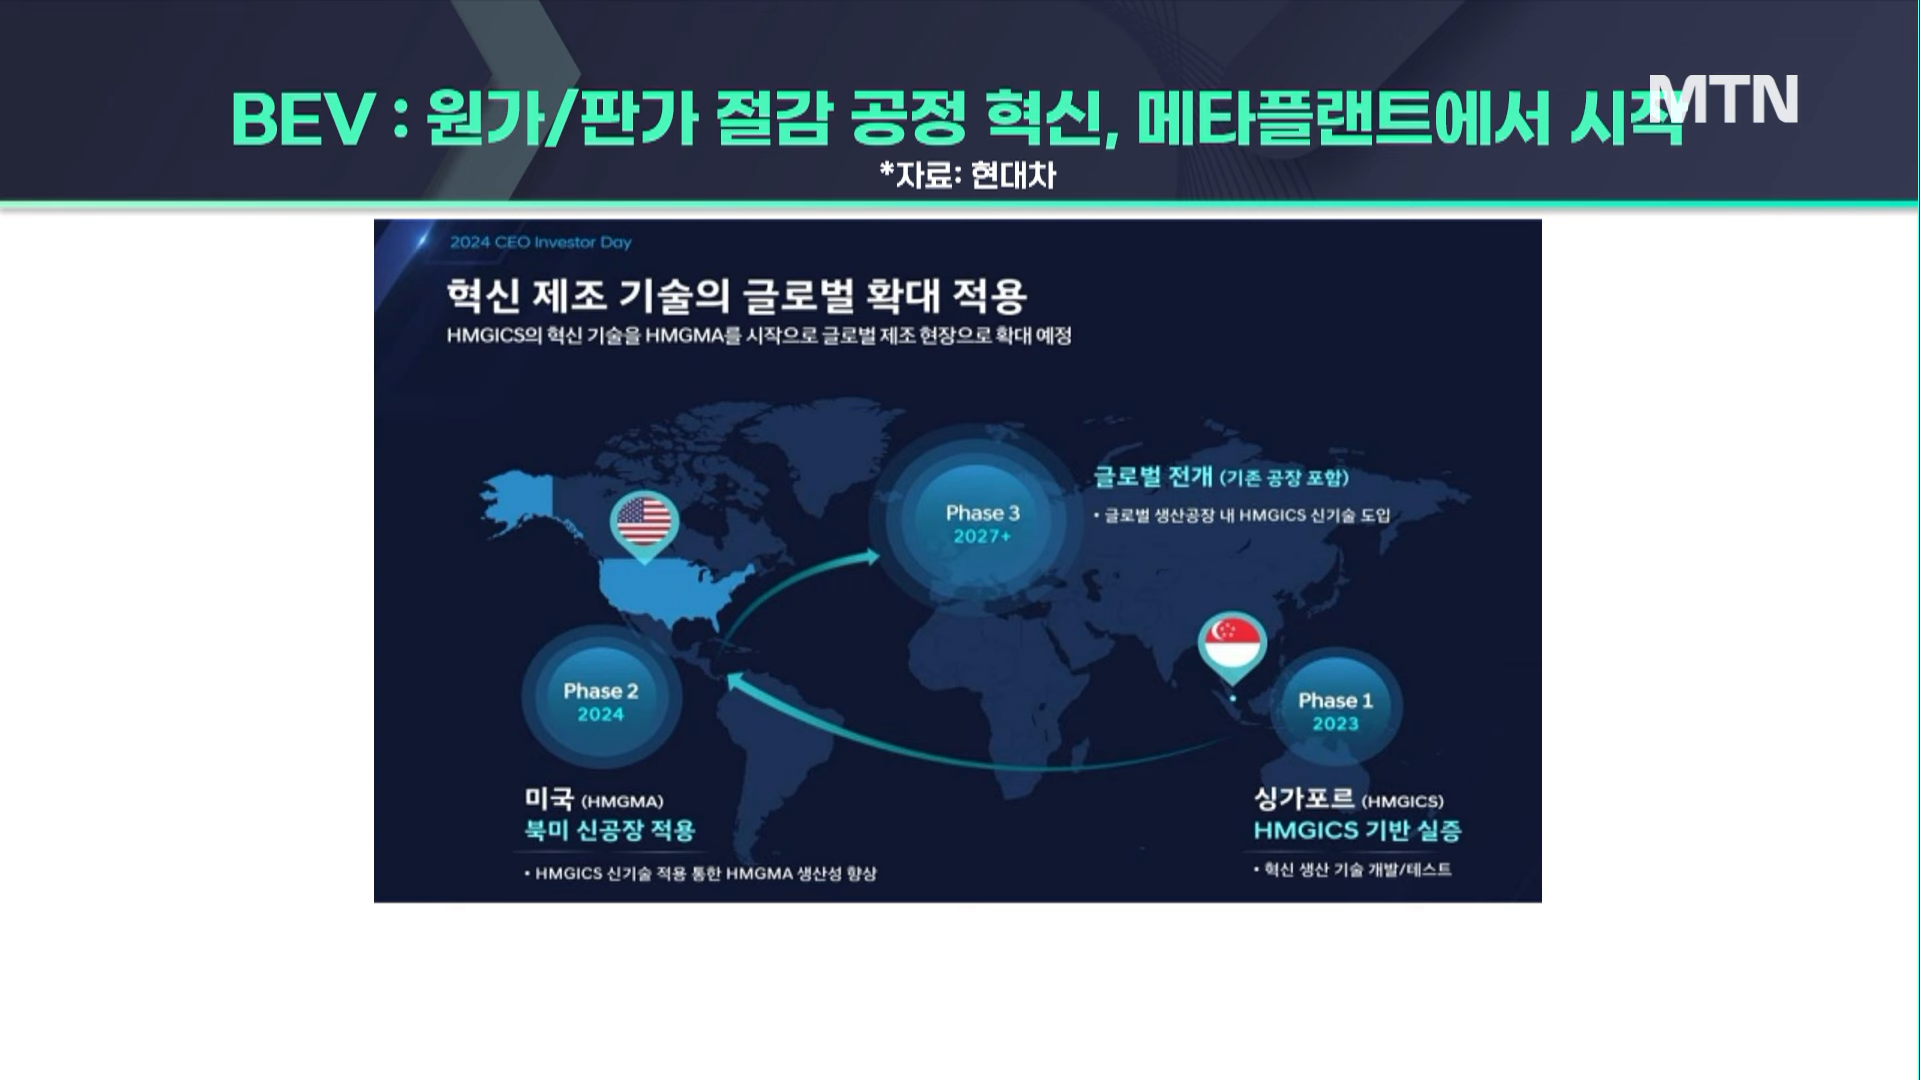 BEV : 원가/판가 절감 공정 혁신, 메타플랜트에서 시작
MTN
*자료: 현대차
2024 CEO Investor Day
혁신 제조 기술의 글로벌 확대 적용
HMGICS의 혁신 기술을 HMGMA를 시작으로 글로벌 제조 현장으로 확대 예정
글로벌 전개 (기존 공장 포함)
• 글로벌 생산공장 내 HMGICS 신기술 도입
Phase 3
2027+
Phase 2
2024
Phase 1
2023
미국 (HMGMA)
북미 신공장 적용
• HMGICS 신기술 적용 통한 HMGMA 생산성 향상
싱가포르 (HMGICS)
HMGICS 기반 실증
• 혁신 생산 기술 개발/테스트